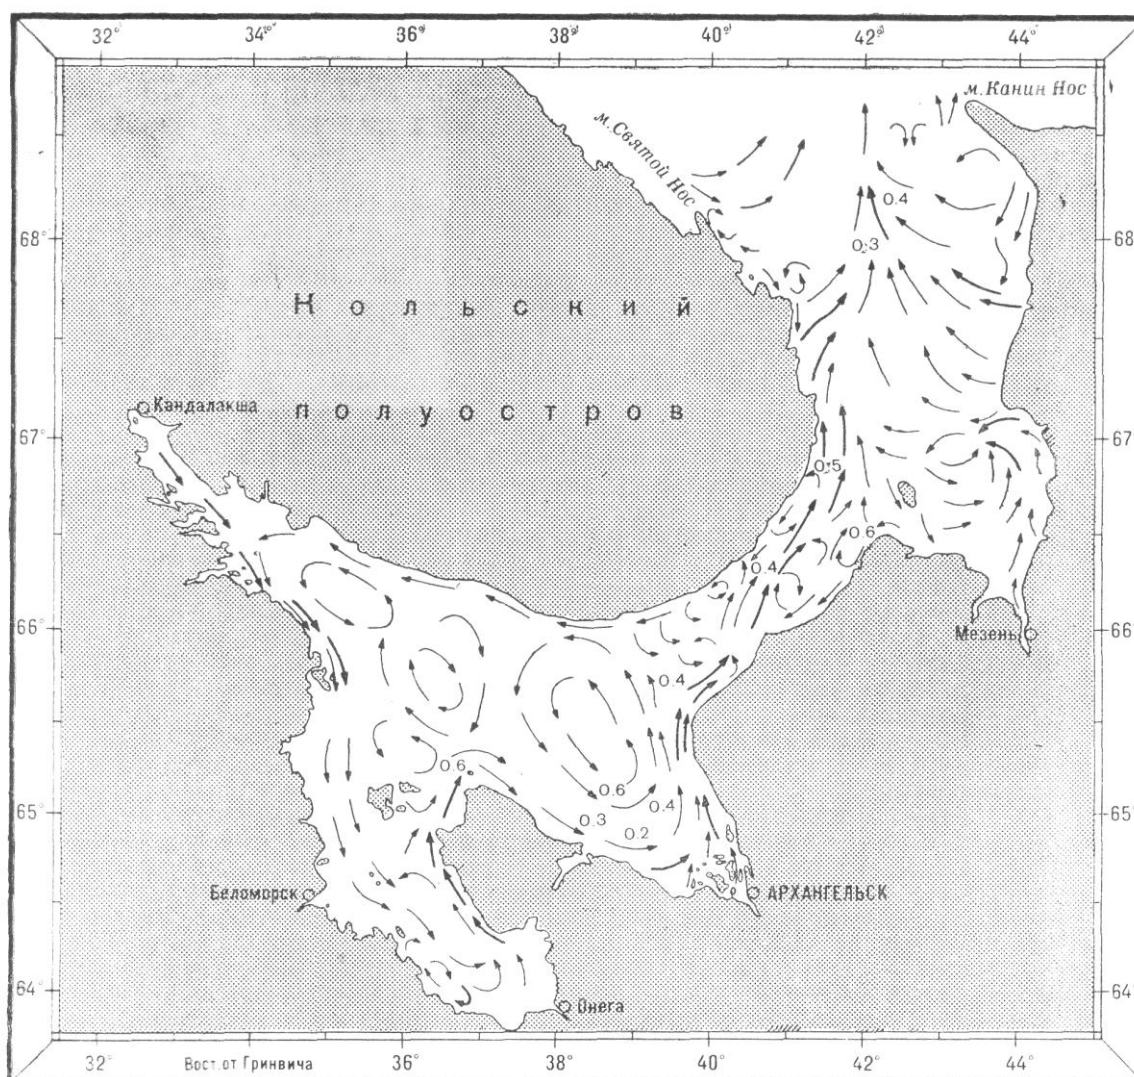 32° 34° 36° 38° 40° 42° 44°
м. Канин Нос
м. Святой Нос
0.4
68° 68°
0.3
Кольский
Кандалакша
полуостров
67° 67°
0.5
0.6
0.4
66° 66°
Мезень
0.4
0.6
0.6
0.4
65° 65°
0.3
0.2
Беломорск
АРХАНГЕЛЬСК
64° 64°
Онега
32° 36° 38° 40° 42° 44°
Вост. от Гринвича